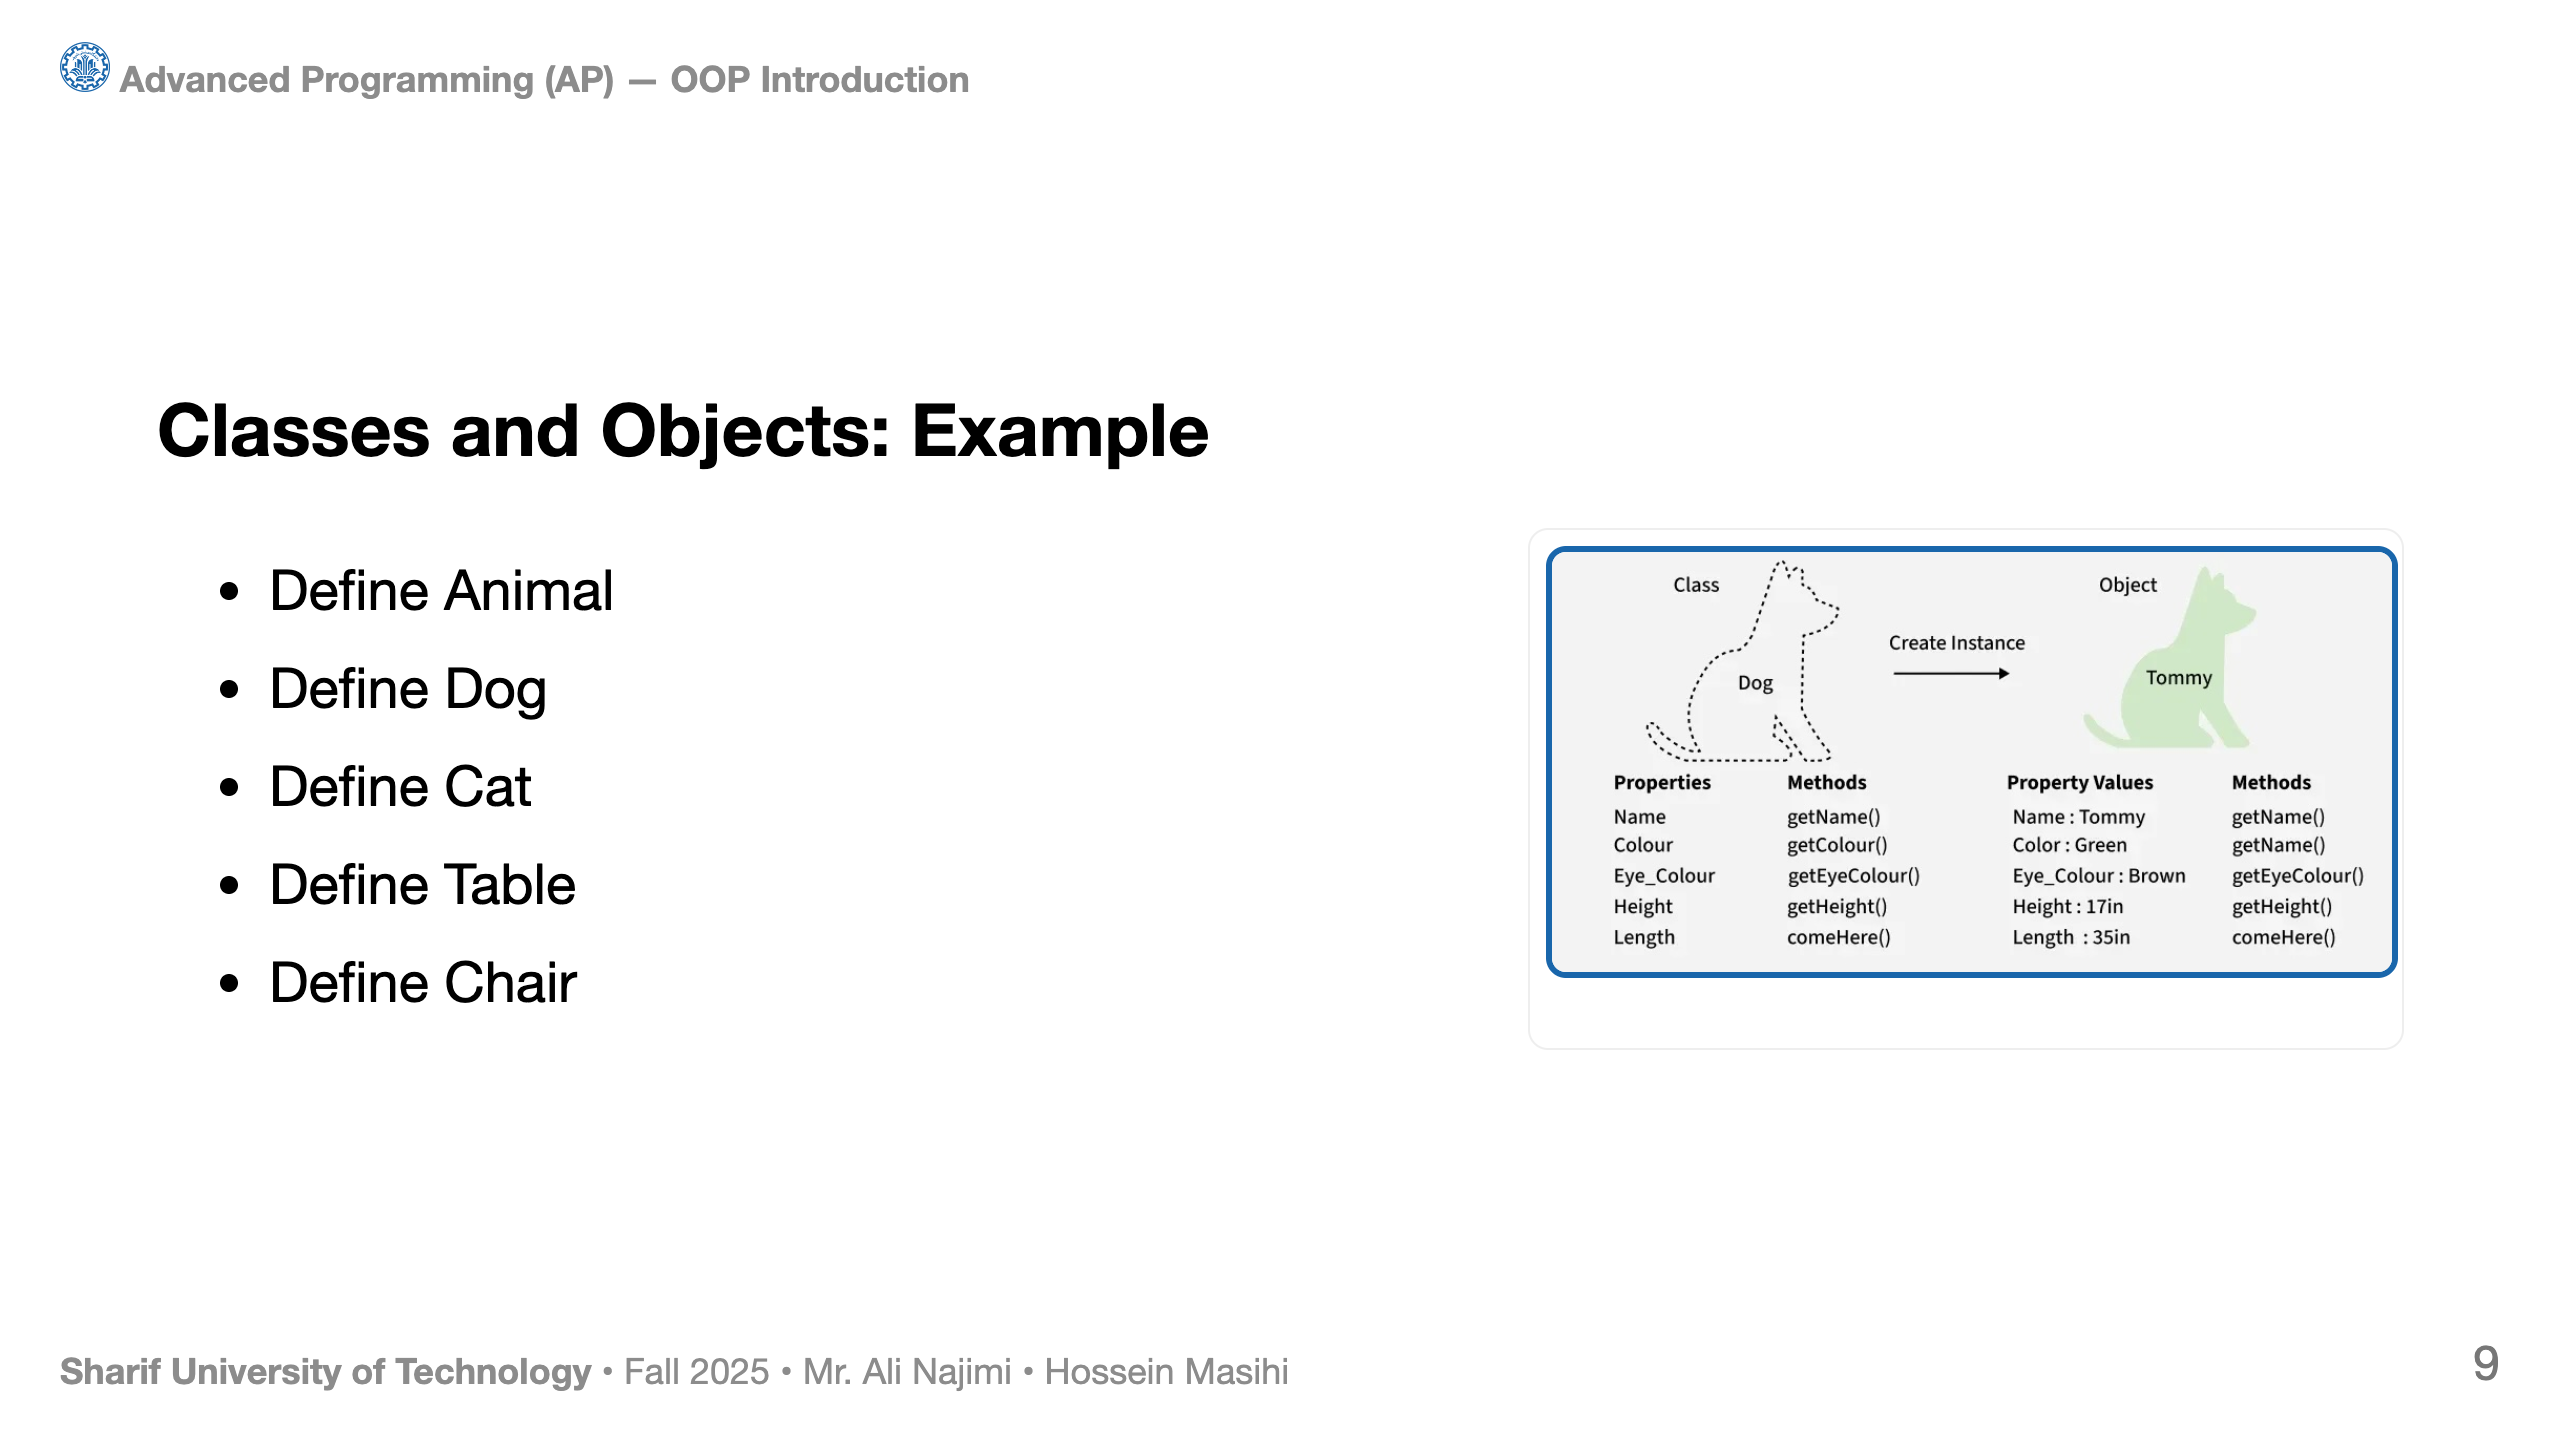 Advanced Programming (AP) — OOP Introduction
Classes and Objects: Example
• Define Animal
• Define Dog
• Define Cat
• Define Table
• Define Chair
Class
Dog
Create Instance
Object
Tommy
Properties Methods Property Values Methods
Name getName() Name : Tommy getName()
Colour getColour() Color : Green getName()
Eye_Colour getEyeColour() Eye_Colour : Brown getEyeColour()
Height getHeight() Height : 17in getHeight()
Length comeHere() Length : 35in comeHere()
Sharif University of Technology • Fall 2025 • Mr. Ali Najimi • Hossein Masihi
9